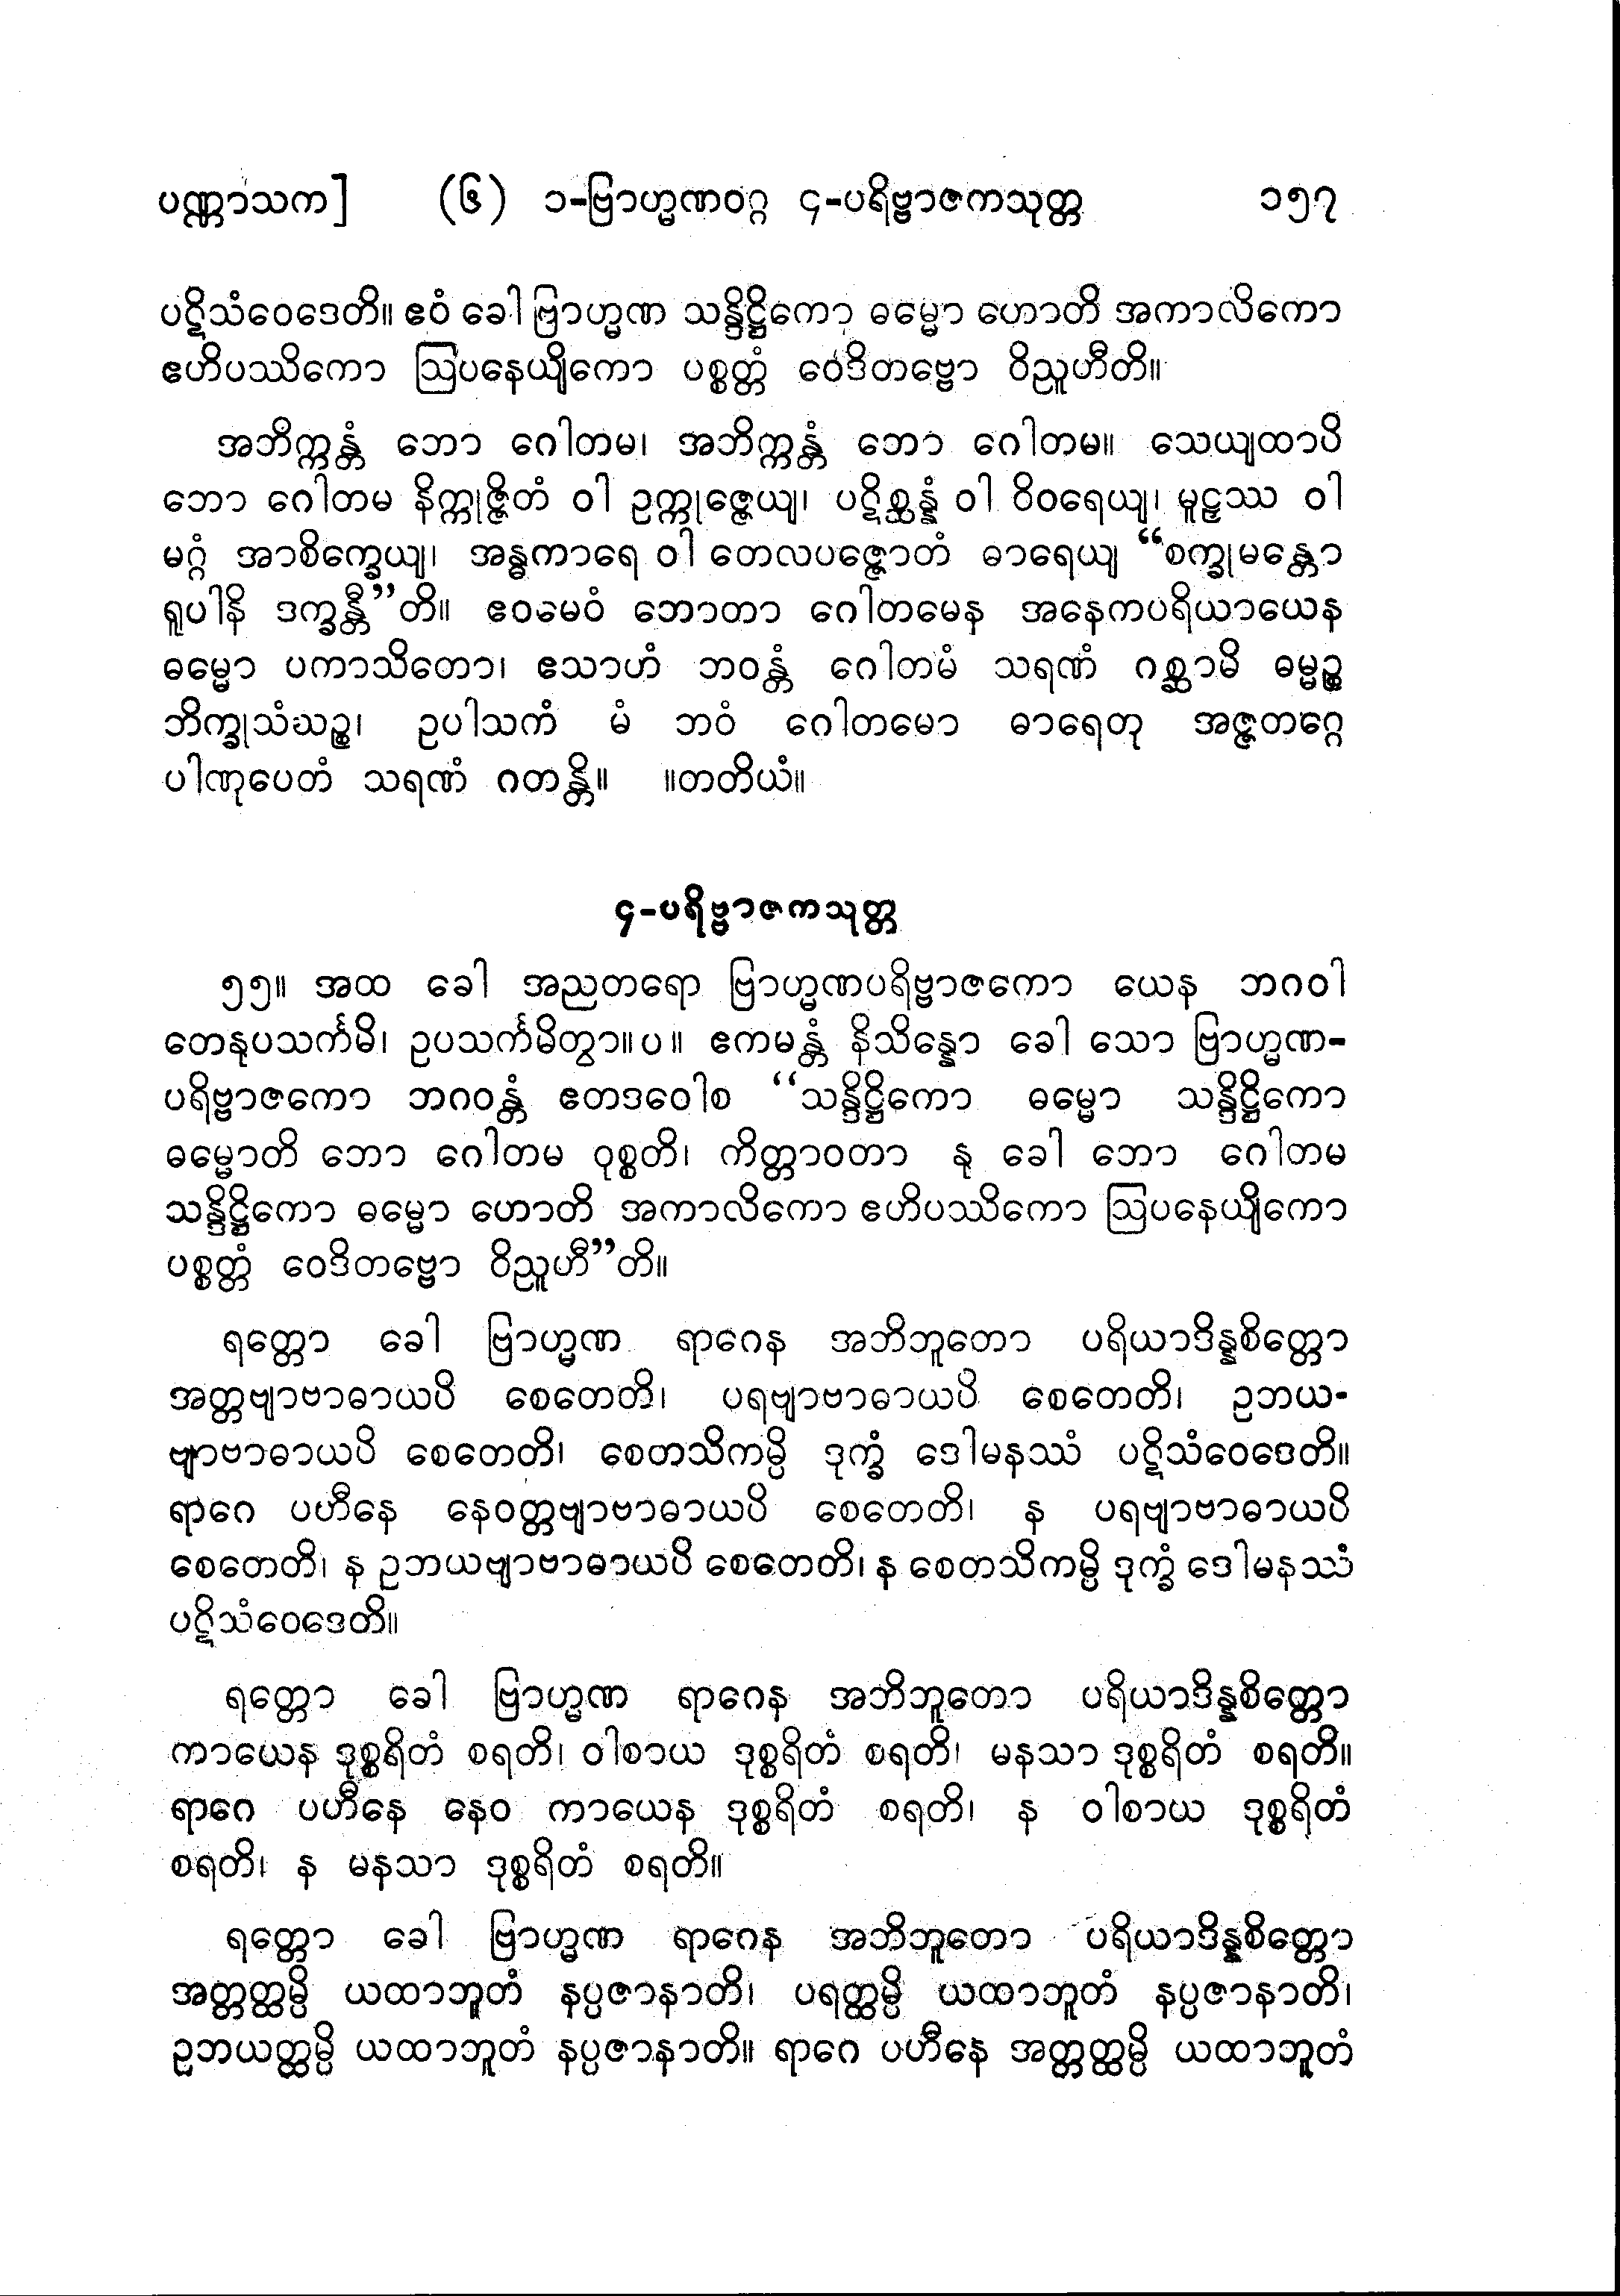 ပဏ္ဏာသက]   (၆) ၁-ဗြာဟ္မဏဝဂ္ဂ ၄-ပရိဗ္ဗာဇကသုတ္တ   ၁၅၇
ပဋိသံဝေဒေတိ။ ဧဝံ ခေါ ဗြာဟ္မဏ သန္ဒိဋ္ဌိကော ဓမ္မော ဟောတိ အကာလိကော
ဧဟိပဿိကော ဩပနေယျိကော ပစ္စတ္တံ ဝေဒိတဗ္ဗော ဝိညူဟီတိ။
အဘိက္ကန္တံ ဘော ဂေါတမ၊ အဘိက္ကန္တံ ဘော ဂေါတမ။ သေယျထာပိ
ဘော ဂေါတမ နိက္ကုဇ္ဇိတံ ဝါ ဥက္ကုဇ္ဇေယျ၊ ပဋိစ္ဆန္နံ ဝါ ဝိဝရေယျ၊ မူဠှဿ ဝါ
မဂ္ဂံ အာစိက္ခေယျ၊ အန္ဓကာရေ ဝါ တေလပဇ္ဇောတံ ဓာရေယျ “စက္ခုမန္တော
ရူပါနိ ဒက္ခန္တီ”တိ။ ဧဝမေဝံ ဘောတာ ဂေါတမေန အနေကပရိယာယေန
ဓမ္မော ပကာသိတော၊ ဧသာဟံ ဘဝန္တံ ဂေါတမံ သရဏံ ဂစ္ဆာမိ ဓမ္မဉ္စ
ဘိက္ခုသံဃဉ္စ၊ ဥပါသကံ မံ ဘဝံ ဂေါတမော ဓာရေတု အဇ္ဇတဂ္ဂေ
ပါဏုပေတံ သရဏံ ဂတန္တိ။ ။တတိယံ။
၄-ပရိဗ္ဗာဇကသုတ္တ
၅၅။ အထ ခေါ အညတရော ဗြာဟ္မဏပရိဗ္ဗာဇကော ယေန ဘဂဝါ
တေနုပသင်္ကမိ၊ ဥပသင်္ကမိတွာ။ပ။ ဧကမန္တံ နိသိန္နော ခေါ သော ဗြာဟ္မဏ-
ပရိဗ္ဗာဇကော ဘဂဝန္တံ ဧတဒဝေါစ “သန္ဒိဋ္ဌိကော ဓမ္မော သန္ဒိဋ္ဌိကော
ဓမ္မောတိ ဘော ဂေါတမ ဝုစ္စတိ၊ ကိတ္တာဝတာ နု ခေါ ဘော ဂေါတမ
သန္ဒိဋ္ဌိကော ဓမ္မော ဟောတိ အကာလိကော ဧဟိပဿိကော ဩပနေယျိကော
ပစ္စတ္တံ ဝေဒိတဗ္ဗော ဝိညူဟီ”တိ။
ရတ္တော ခေါ ဗြာဟ္မဏ ရာဂေန အဘိဘူတော ပရိယာဒိန္နစိတ္တော
အတ္တဗျာဗာဓာယပိ စေတေတိ၊ ပရဗျာဗာဓာယပိ စေတေတိ၊ ဥဘယ-
ဗျာဗာဓာယပိ စေတေတိ၊ စေတသိကမ္ပိ ဒုက္ခံ ဒေါမနဿံ ပဋိသံဝေဒေတိ။
ရာဂေ ပဟီနေ နေဝတ္တဗျာဗာဓာယပိ စေတေတိ၊ န ပရဗျာဗာဓာယပိ
စေတေတိ၊ န ဥဘယဗျာဗာဓာယပိ စေတေတိ၊ န စေတသိကမ္ပိ ဒုက္ခံ ဒေါမနဿံ
ပဋိသံဝေဒေတိ။
ရတ္တော ခေါ ဗြာဟ္မဏ ရာဂေန အဘိဘူတော ပရိယာဒိန္နစိတ္တော
ကာယေန ဒုစ္စရိတံ စရတိ၊ ဝါစာယ ဒုစ္စရိတံ စရတိ၊ မနသာ ဒုစ္စရိတံ စရတိ။
ရာဂေ ပဟီနေ နေဝ ကာယေန ဒုစ္စရိတံ စရတိ၊ န ဝါစာယ ဒုစ္စရိတံ
စရတိ၊ န မနသာ ဒုစ္စရိတံ စရတိ။
ရတ္တော ခေါ ဗြာဟ္မဏ ရာဂေန အဘိဘူတော ပရိယာဒိန္နစိတ္တော
အတ္တတ္ထမ္ပိ ယထာဘူတံ နပ္ပဇာနာတိ၊ ပရတ္ထမ္ပိ ယထာဘူတံ နပ္ပဇာနာတိ၊
ဥဘယတ္ထမ္ပိ ယထာဘူတံ နပ္ပဇာနာတိ။ ရာဂေ ပဟီနေ အတ္တတ္ထမ္ပိ ယထာဘူတံ